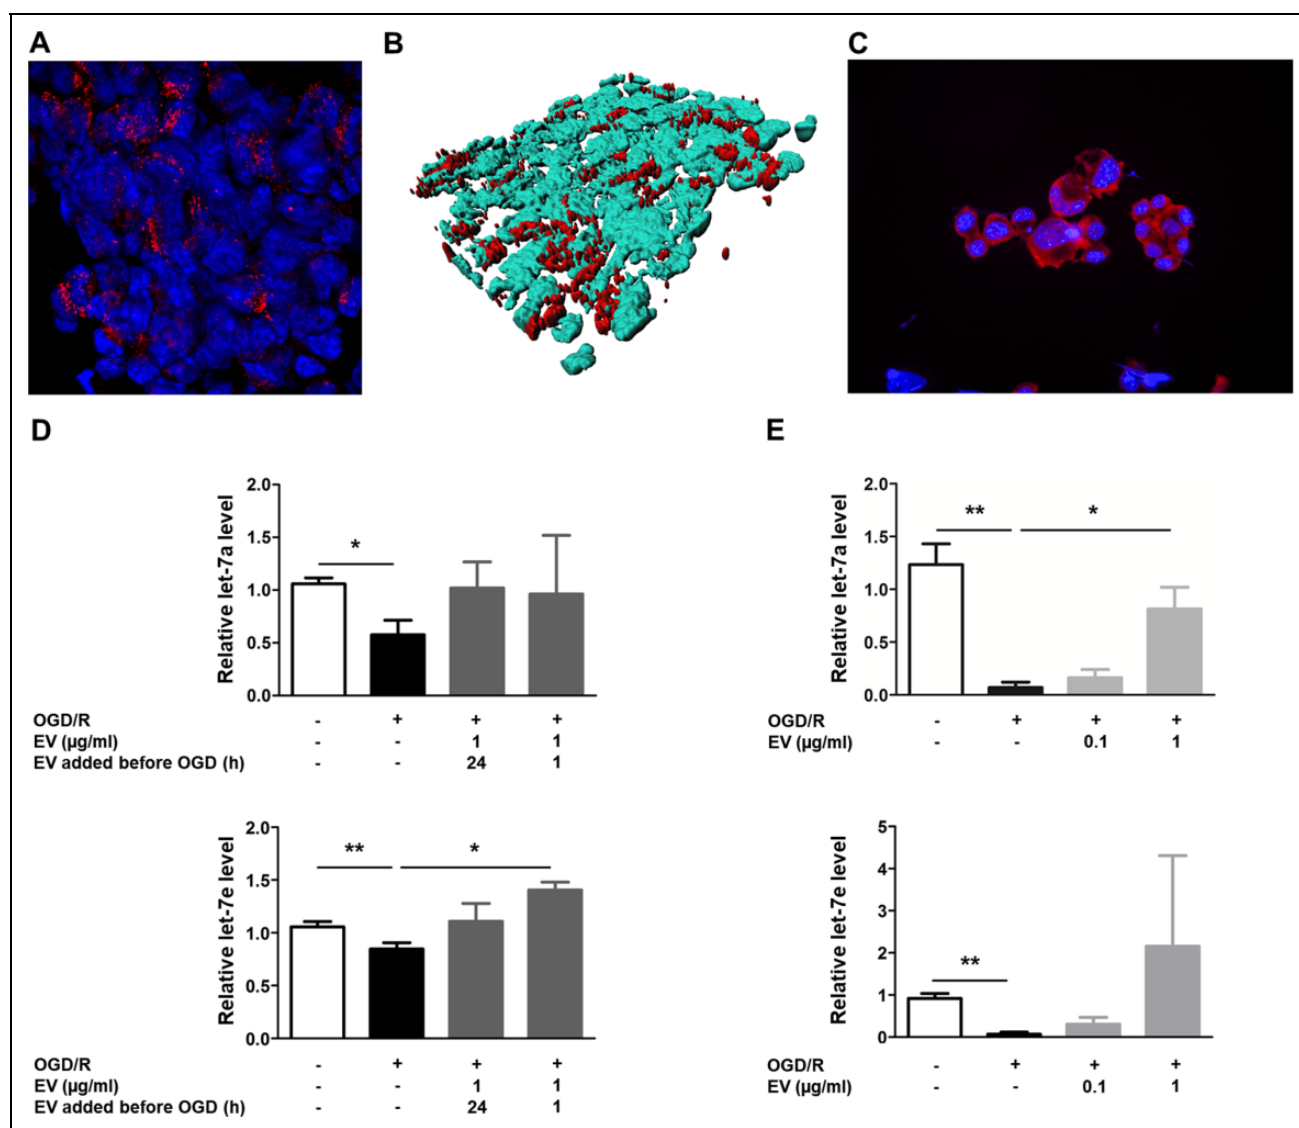 A
B
C
D
E
Relative let-7a level
2.0
1.5
1.0
0.5
0.0
*
OGD/R - + + +
EV (µg/ml) - - 1 1
EV added before OGD (h) - - 24 1
Relative let-7a level
2.0
1.5
1.0
0.5
0.0
** *
OGD/R - + + +
EV (µg/ml) - - 0.1 1
Relative let-7e level
2.0
1.5
1.0
0.5
0.0
** *
OGD/R - + + +
EV (µg/ml) - - 1 1
EV added before OGD (h) - - 24 1
Relative let-7e level
5
4
3
2
1
0
**
OGD/R - + + +
EV (µg/ml) - - 0.1 1